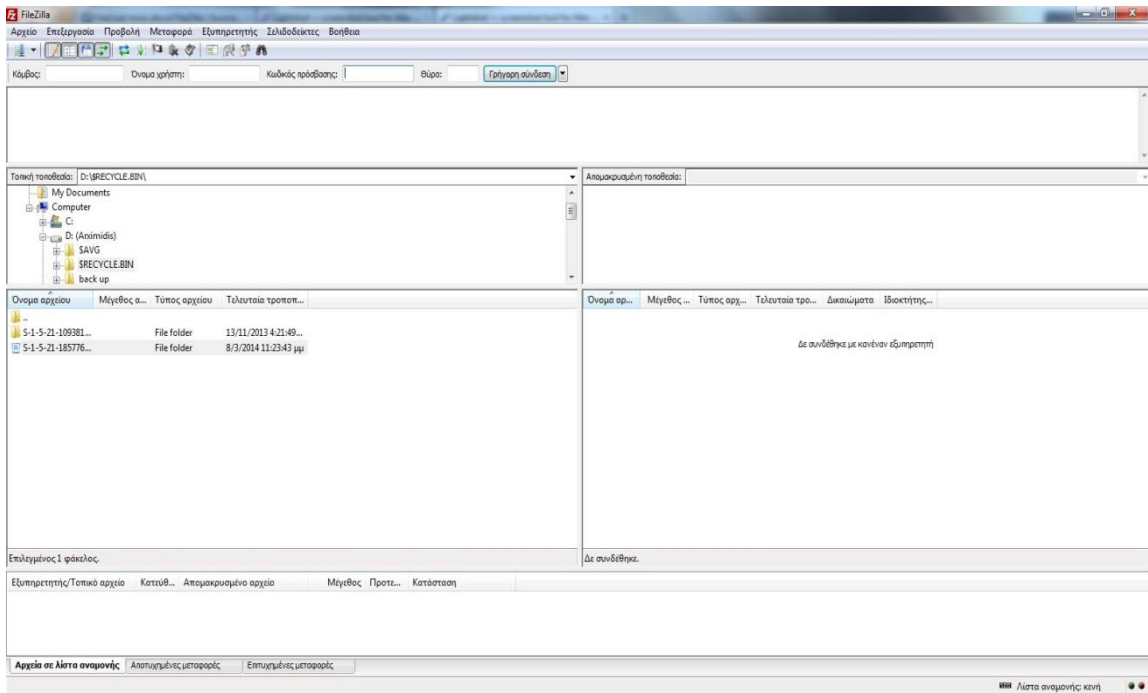 FileZilla
Αρχείο Επεξεργασία Προβολή Μεταφορά Εξυπηρετητής Σελιδοδείκτες Βοήθεια
Κόμβος: Όνομα χρήστη: Κωδικός πρόσβασης: Θύρα: Γρήγορη σύνδεση
Τοπική τοποθεσία: D:\$RECYCLE.BIN\
My Documents
Computer
C:
D: (Arximidis)
$AVG
$RECYCLE.BIN
back up
Απομακρυσμένη τοποθεσία:
Όνομα αρχείου Μέγεθος α... Τύπος αρχείου Τελευταία τροποπ...
..
S-1-5-21-109381... File folder 13/11/2013 4:21:49...
S-1-5-21-185776... File folder 8/3/2014 11:23:43 μμ
Επιλεγμένος 1 φάκελος.
Όνομα αρ... Μέγεθος ... Τύπος αρχ... Τελευταία τρο... Δικαιώματα Ιδιοκτήτης...
Δε συνδέθηκε με κανέναν εξυπηρετητή
Δε συνδέθηκε.
Εξυπηρετητής/Τοπικό αρχείο Κατεύθ... Απομακρυσμένο αρχείο Μέγεθος Προτε... Κατάσταση
Αρχεία σε λίστα αναμονής Αποτυχημένες μεταφορές Επιτυχημένες μεταφορές
Λίστα αναμονής: κενή